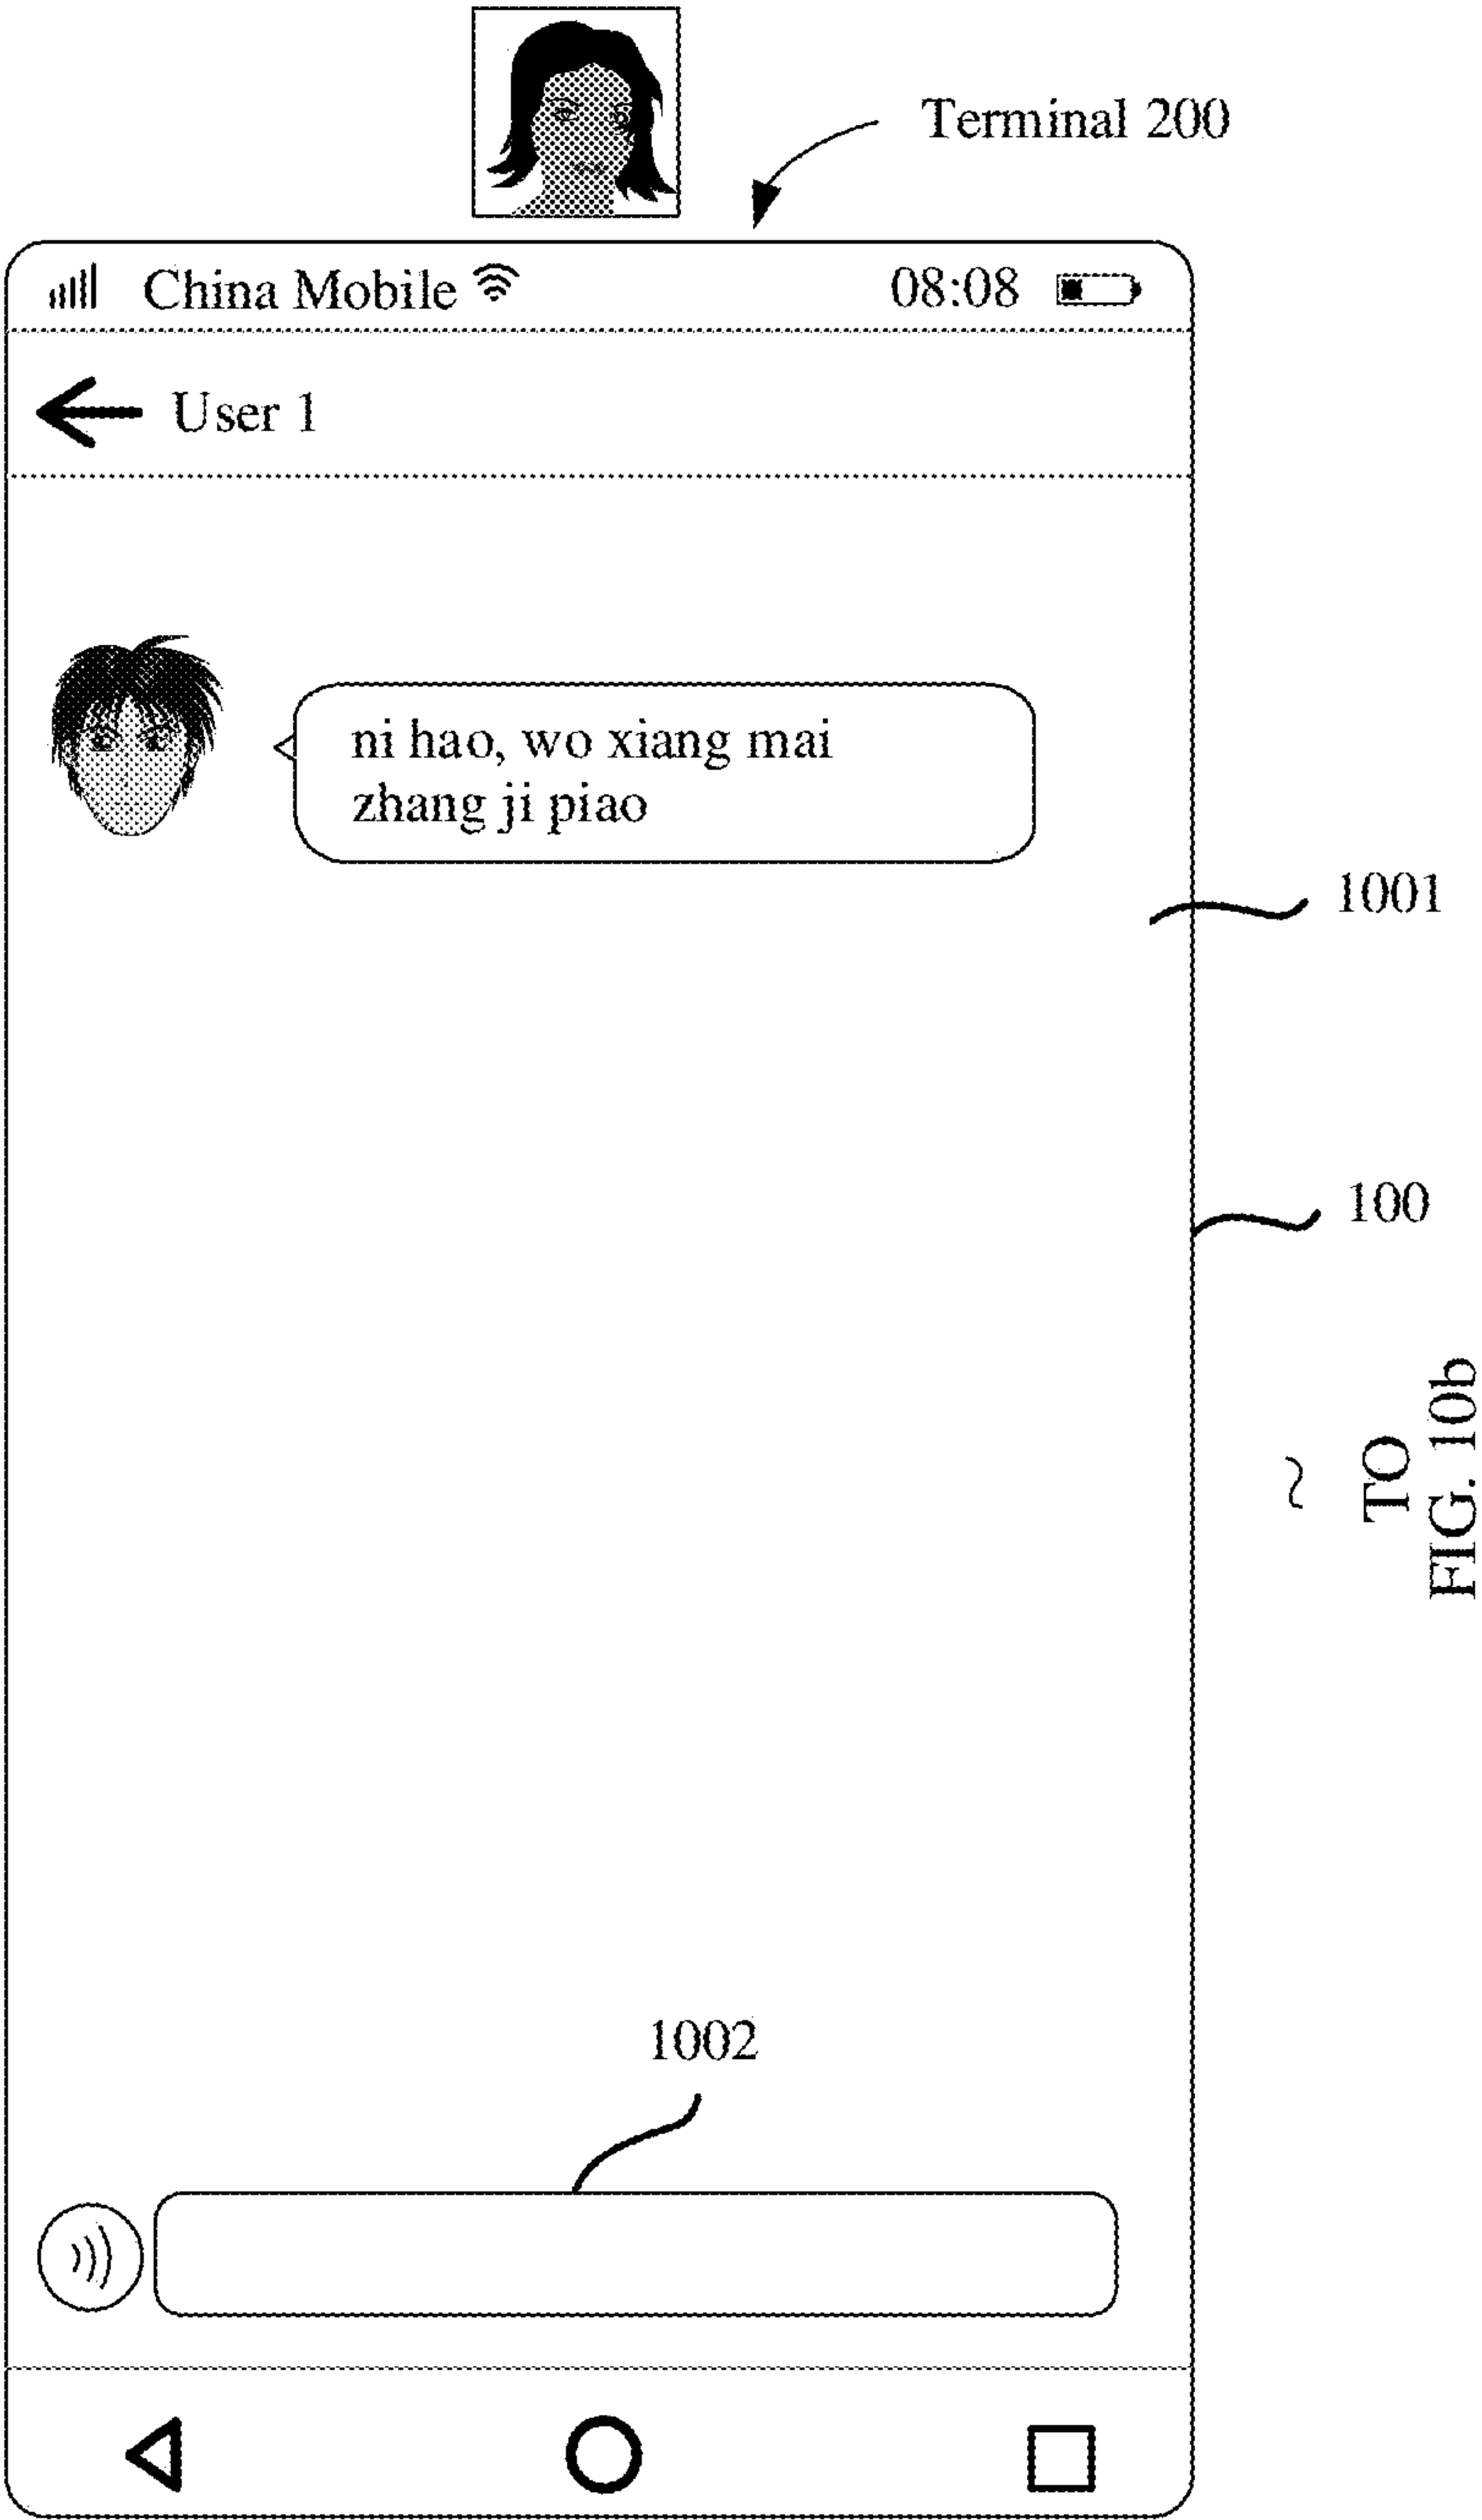 Terminal 200
China Mobile 08:08
User 1
ni hao, wo xiang mai
zhang ji piao
1001
100
TO
FIG. 10b
1002